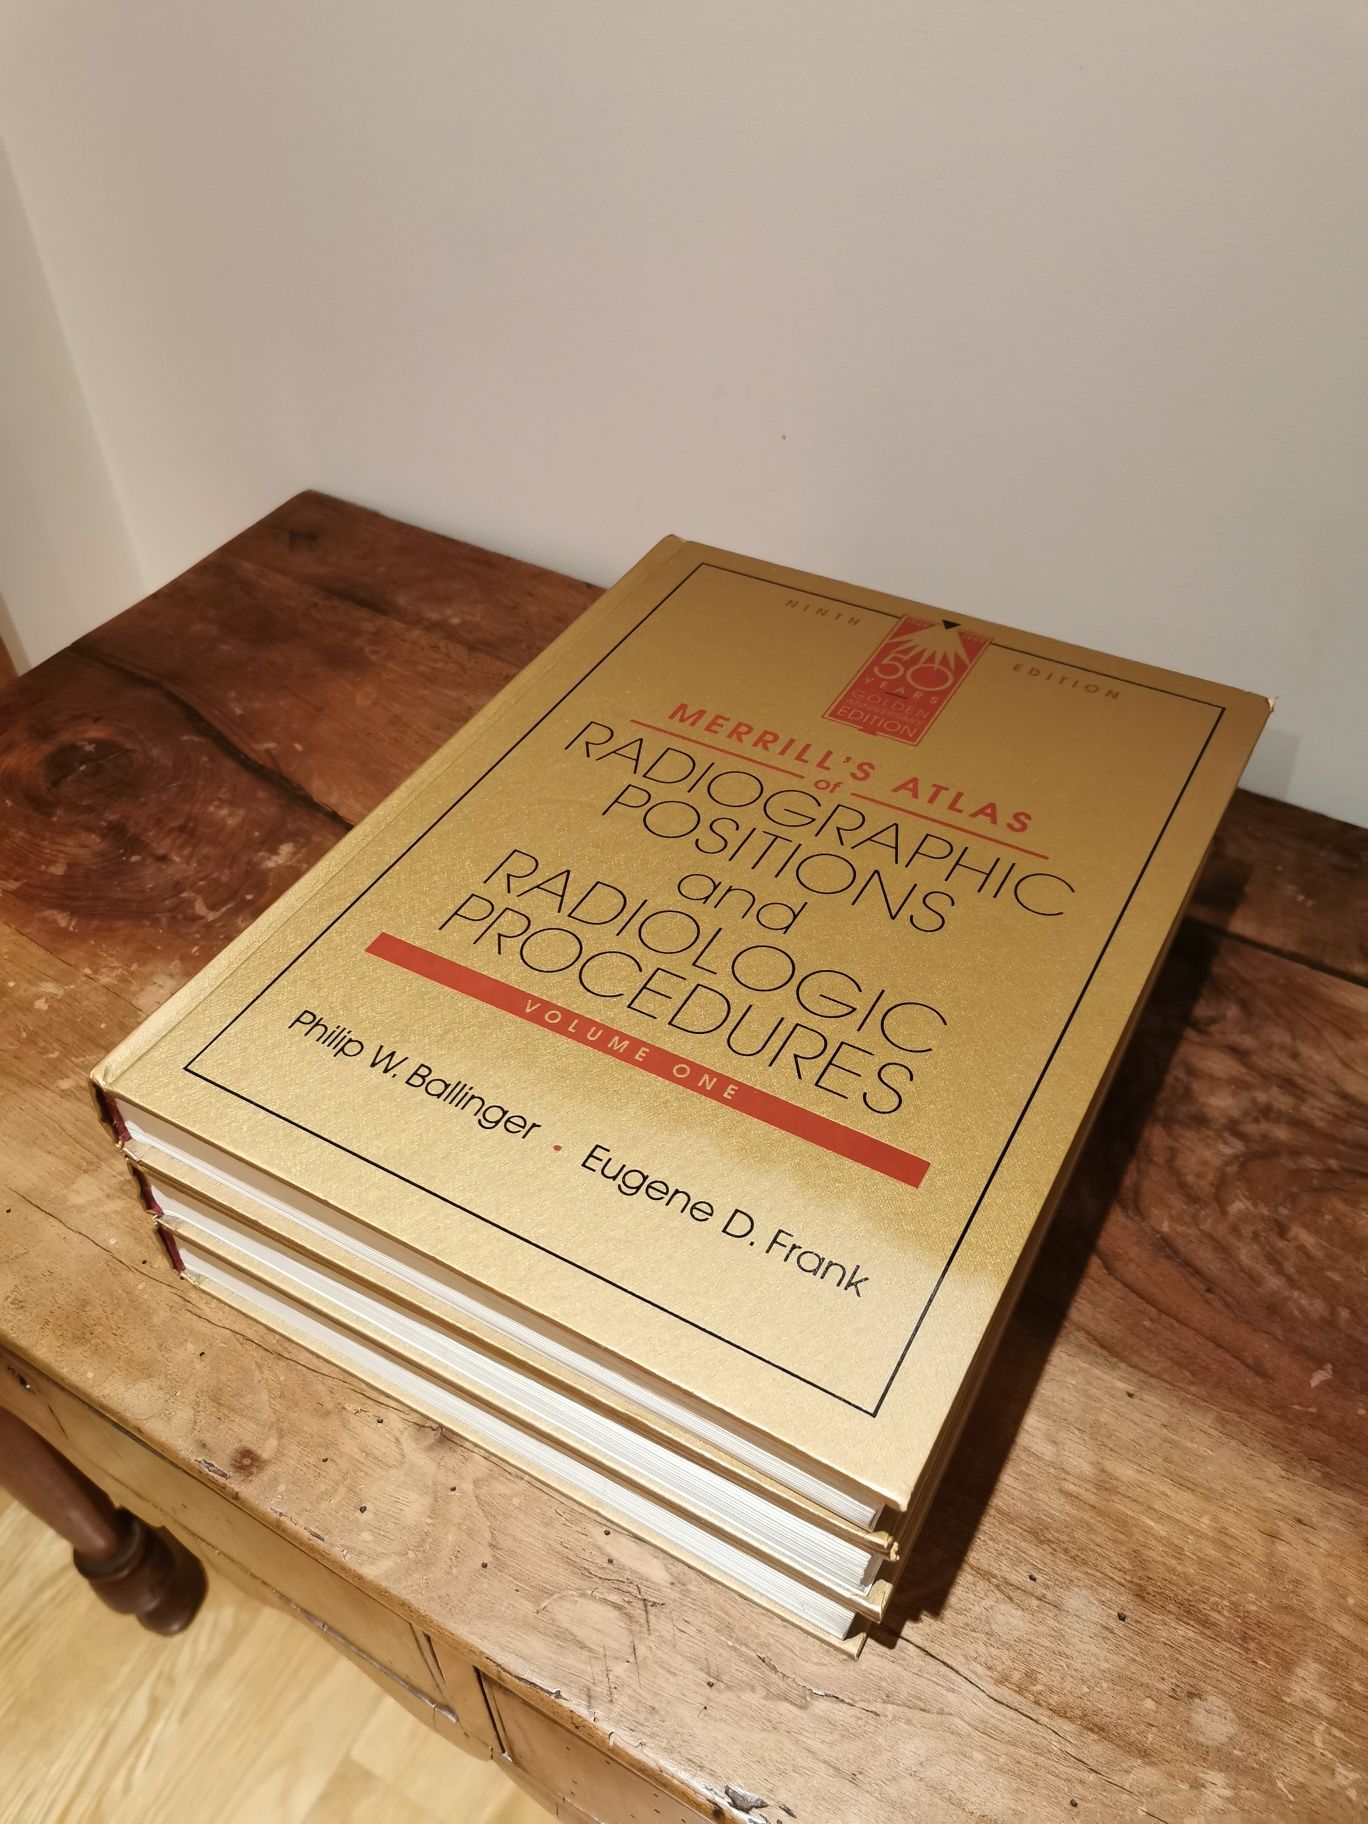 NINTH EDITION
50
YEARS
GOLDEN
ANNIVERSARY
EDITION
MERRILL'S ATLAS
of
RADIOGRAPHIC
POSITIONS
and
RADIOLOGIC
PROCEDURES
VOLUME ONE
Philip W. Ballinger • Eugene D. Frank